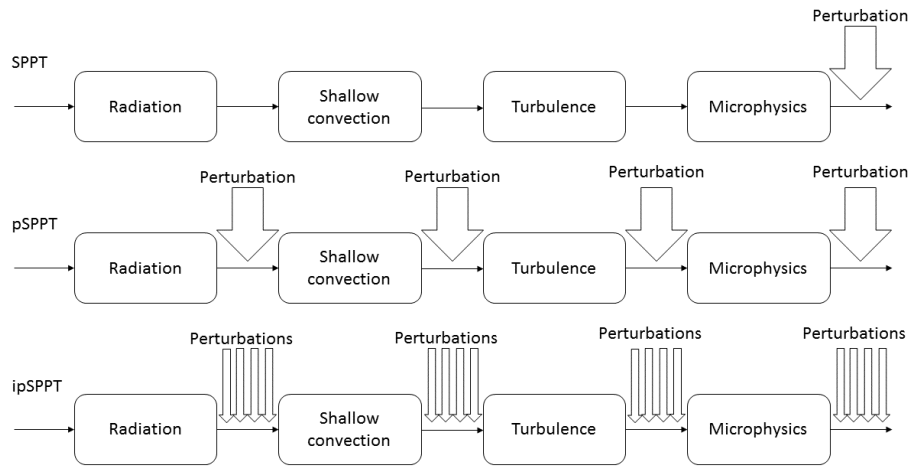 Perturbation
SPPT
Radiation
Shallow
convection
Turbulence
Microphysics
Perturbation
Perturbation
Perturbation
Perturbation
pSPPT
Radiation
Shallow
convection
Turbulence
Microphysics
Perturbations
Perturbations
Perturbations
Perturbations
ipSPPT
Radiation
Shallow
convection
Turbulence
Microphysics